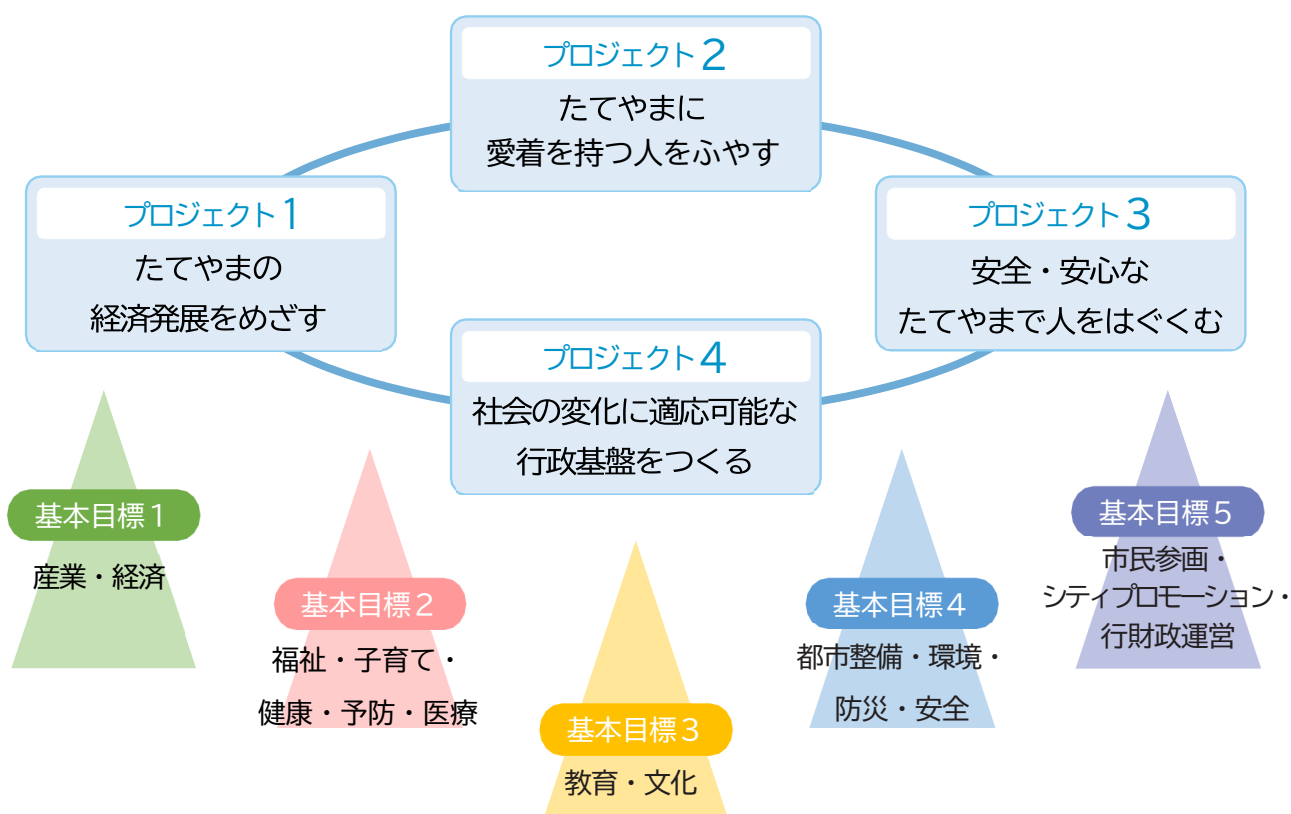 プロジェクト2
たてやまに
愛着を持つ人をふやす
プロジェクト1
たてやまの
経済発展をめざす
プロジェクト3
安全・安心な
たてやまで人をはぐくむ
プロジェクト4
社会の変化に適応可能な
行政基盤をつくる
基本目標1
産業・経済
基本目標2
福祉・子育て・
健康・予防・医療
基本目標3
教育・文化
基本目標4
都市整備・環境・
防災・安全
基本目標5
市民参画・
シティプロモーション・
行財政運営